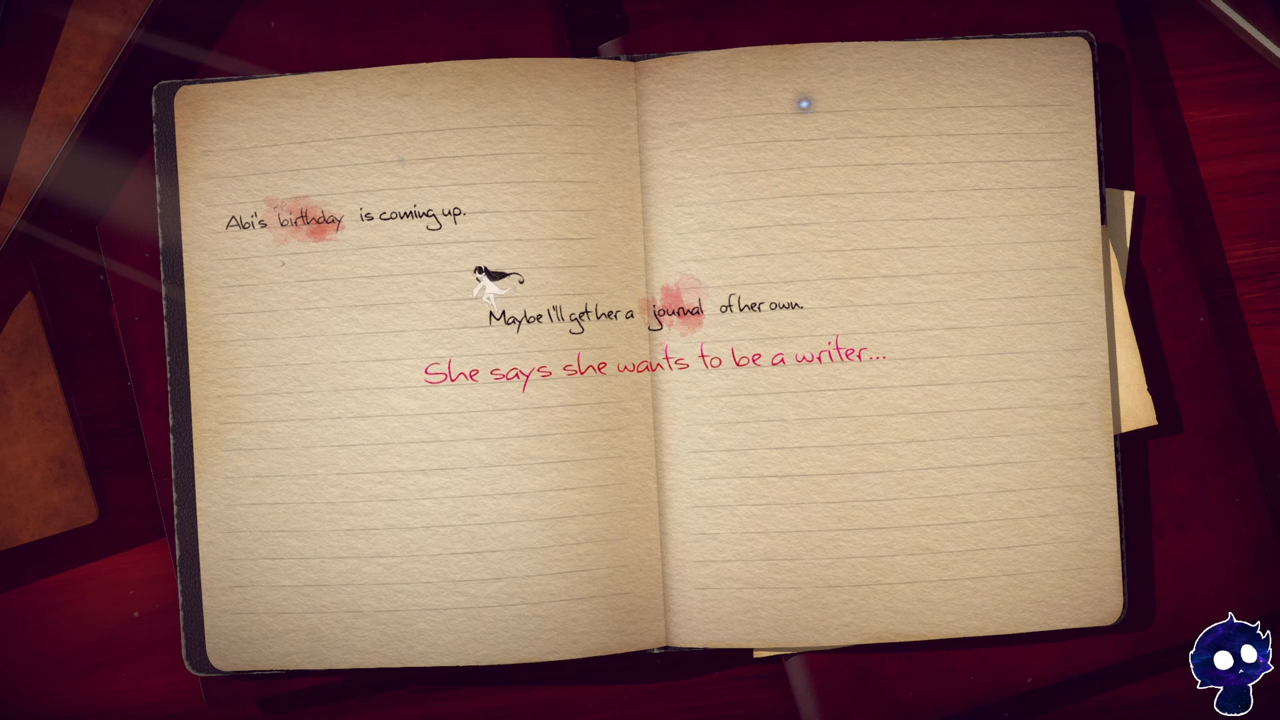 Abi's birthday is coming up.
Maybe I'll get her a journal of her own.
She says she wants to be a writer...